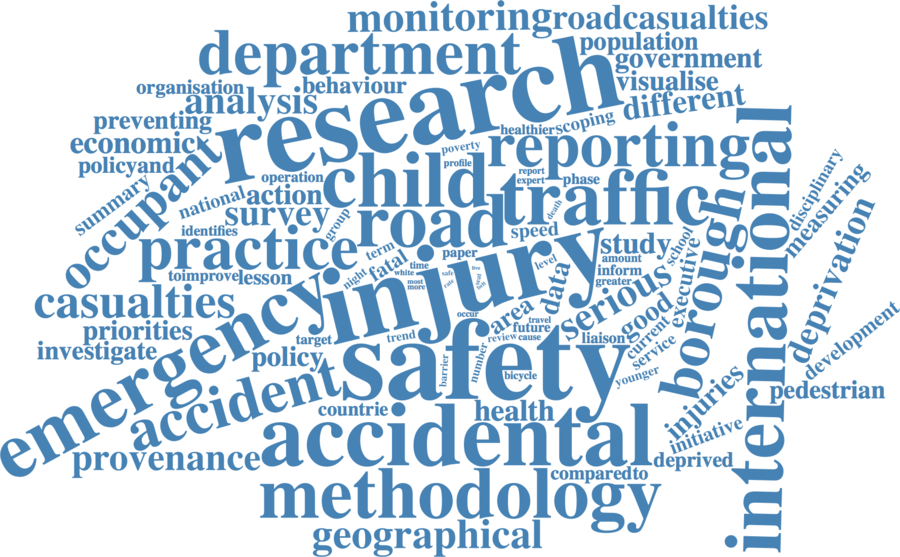 monitoring
roadcasualties
department
population
government
organisation
behaviour
visualise
analysis
research
different
preventing
healthier
scoping
economic
poverty
reporting
policyand
profile
occupant
report
expert
phase
operation
child
traffic
summary
national
action
death
disciplinary
measuring
survey
group
road
speed
borough
international
identifies
practice
term
paper
study
school
toimprove
lesson
night
fatal
time
white
most
more
safe
rate
five
level
data
amount
inform
greater
executive
deprivation
casualties
emergency
injury
occur
area
serious
good
priorities
travel
future
investigate
target
trend
review
cause
liaison
current
policy
safety
service
development
barrier
number
bicycle
younger
pedestrian
accident
countrie
health
injuries
accidental
initiative
provenance
deprived
comparedto
methodology
geographical